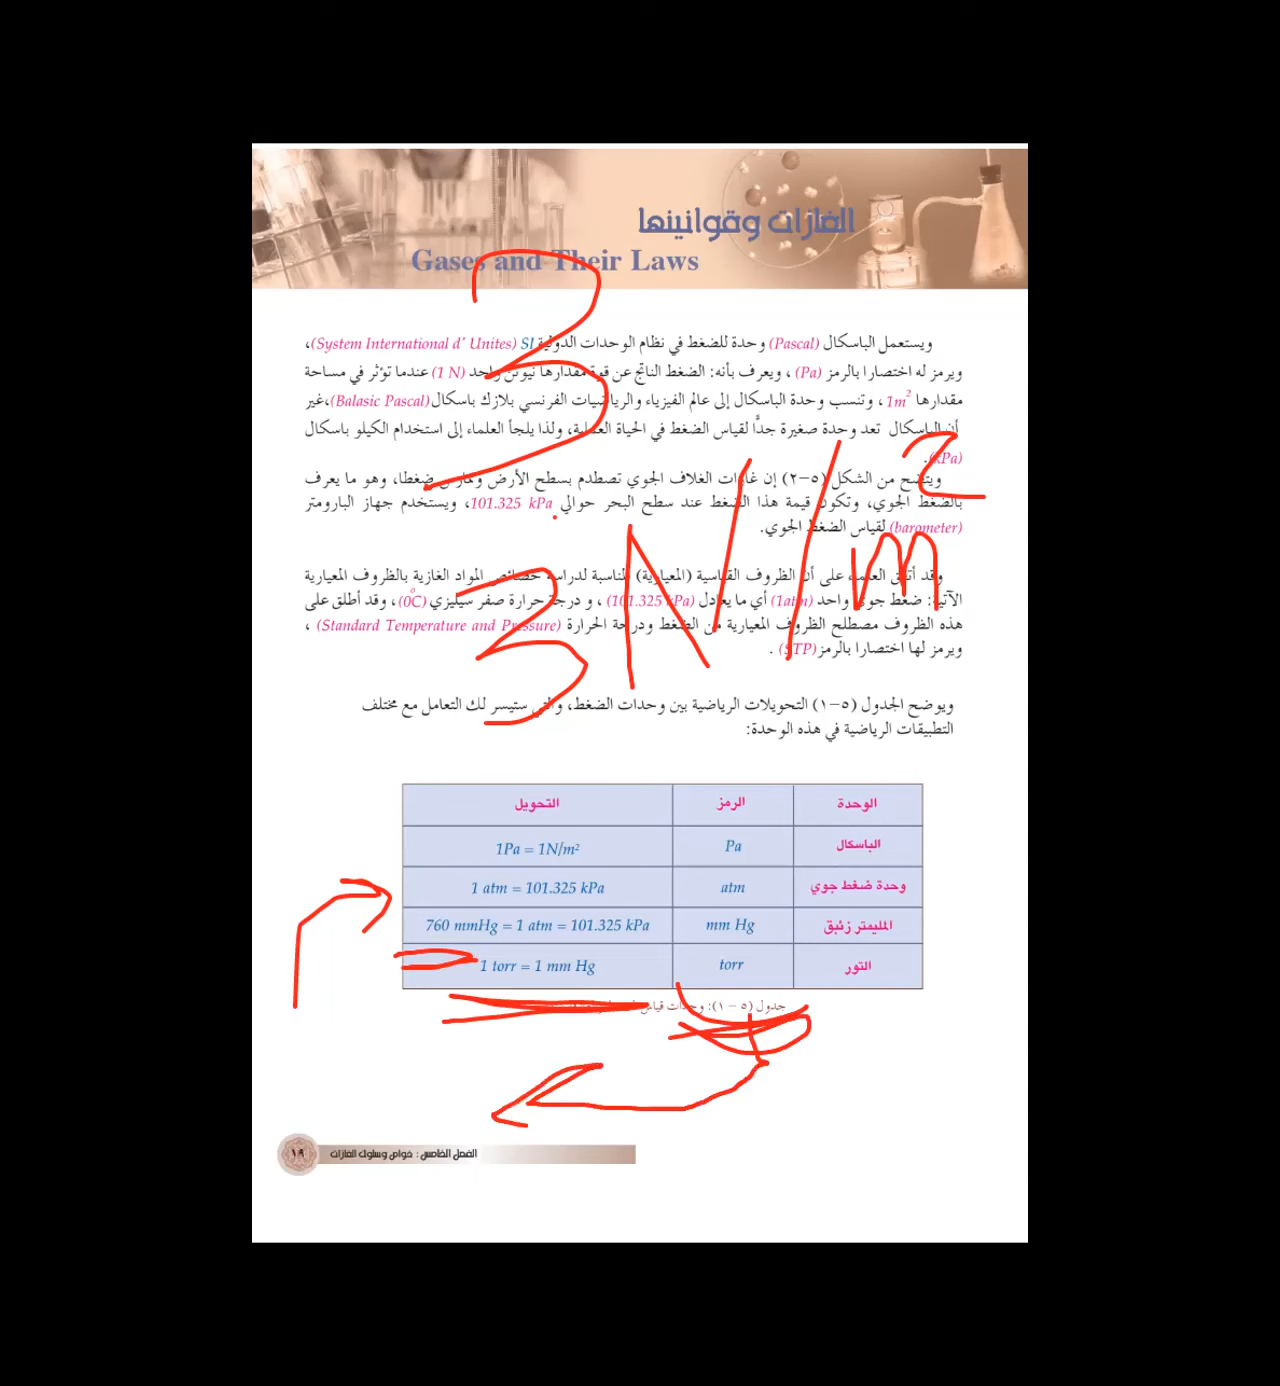 الغازات وقوانينها
Gases and Their Laws
ويستعمل الباسكال (Pascal) وحدة للضغط في نظام الوحدات الدولية SI (System International d' Unites)،
ويرمز له اختصارا بالرمز (Pa) ، ويعرف بأنه: الضغط الناتج عن قوة مقدارها نيوتن واحد (1 N) عندما تؤثر في مساحة
مقدارها 1m² ، وتنسب وحدة الباسكال إلى عالم الفيزياء والرياضيات الفرنسي بلازك باسكال (Balasic Pascal)،غير
أن الباسكال تعد وحدة صغيرة جدًّا لقياس الضغط في الحياة العملية، ولذا يلجأ العلماء إلى استخدام الكيلو باسكال
(kPa).
ويتضح من الشكل (٥-٢) إن غازات الغلاف الجوي تصطدم بسطح الأرض وتمارس ضغطا، وهو ما يعرف
بالضغط الجوي، وتكون قيمة هذا الضغط عند سطح البحر حوالي 101.325 kPa، ويستخدم جهاز البارومتر
(barometer) لقياس الضغط الجوي.
وقد أتفق العلماء على أن الظروف القياسية (المعيارية) المناسبة لدراسة خصائص المواد الغازية بالظروف المعيارية
الآتية: ضغط جوي واحد (1atm) أي ما يعادل (101.325 kPa) ، و درجة حرارة صفر سيليزي (0°C) ، وقد أطلق على
هذه الظروف مصطلح الظروف المعيارية من الضغط ودرجة الحرارة (Standard Temperature and Pressure) ،
ويرمز لها اختصارا بالرمز (STP) .
ويوضح الجدول (٥-١) التحويلات الرياضية بين وحدات الضغط، والتي ستيسر لك التعامل مع مختلف
التطبيقات الرياضية في هذه الوحدة:
3
3 N / m 2
الوحدة الرمز التحويل
الباسكال Pa 1Pa = 1N/m²
وحدة ضغط جوي atm 1 atm = 101.325 kPa
المليمتر زئبق mm Hg 760 mmHg = 1 atm = 101.325 kPa
التور torr 1 torr = 1 mm Hg
جدول (٥ – ١): وحدات قياس
الفصل الخامس : خواص وسلوك الغازات
١٩